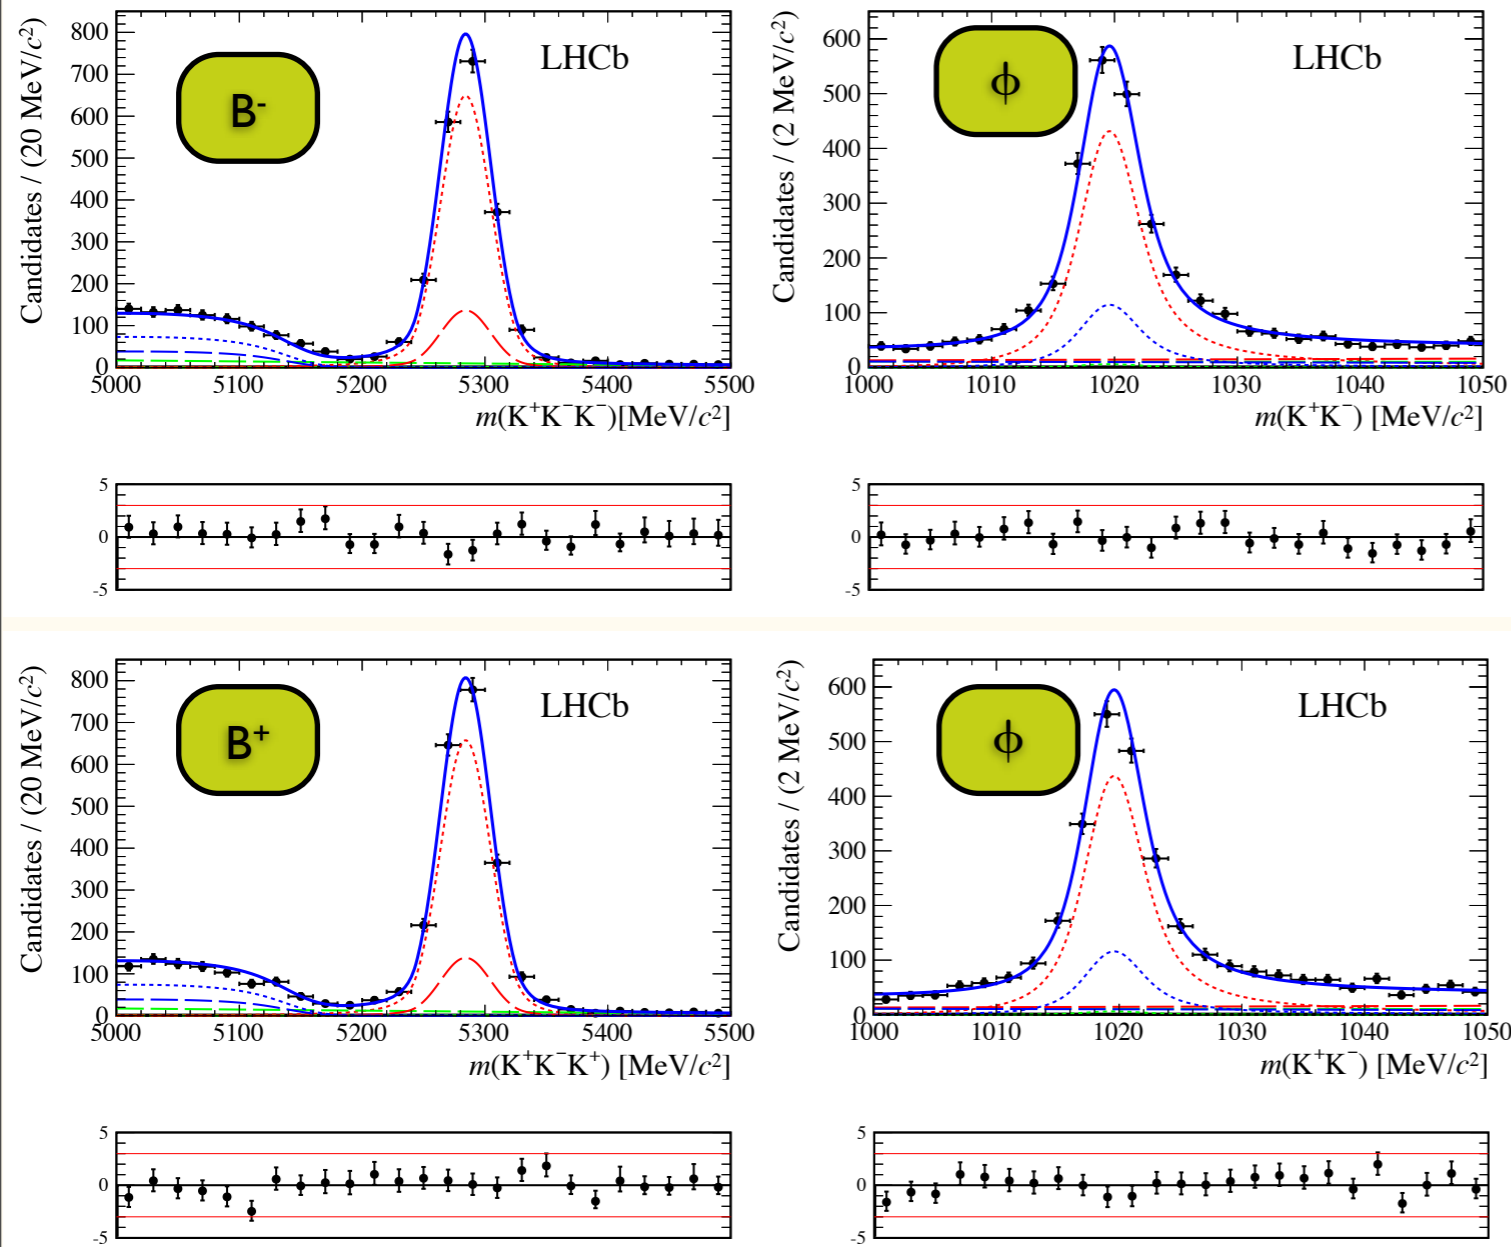 Candidates / (20 MeV/c²)
800
700
600
500
400
300
200
100
0
B⁻
LHCb
5000 5100 5200 5300 5400 5500
m(K⁺K⁻K⁻)[MeV/c²]
Candidates / (2 MeV/c²)
600
500
400
300
200
100
0
ϕ
LHCb
1000 1010 1020 1030 1040 1050
m(K⁺K⁻) [MeV/c²]
5
0
-5
5
0
-5
Candidates / (20 MeV/c²)
800
700
600
500
400
300
200
100
0
B⁺
LHCb
5000 5100 5200 5300 5400 5500
m(K⁺K⁻K⁺) [MeV/c²]
Candidates / (2 MeV/c²)
600
500
400
300
200
100
0
ϕ
LHCb
1000 1010 1020 1030 1040 1050
m(K⁺K⁻) [MeV/c²]
5
0
-5
5
0
-5